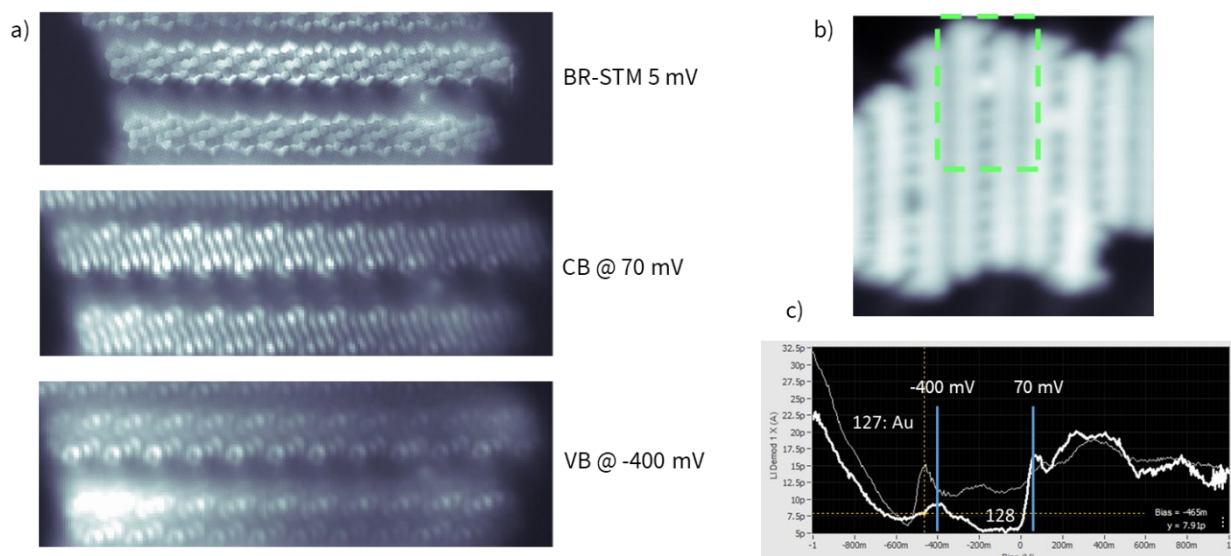 a)
BR-STM 5 mV
CB @ 70 mV
VB @ -400 mV
b)
c)
32.5p
30p
27.5p
25p
22.5p
20p
17.5p
15p
12.5p
10p
7.5p
5p
LI Demod 1 X (A)
-400 mV
70 mV
127: Au
128
Bias = -465m
y = 7.91p
-1
-800m
-600m
-400m
-200m
0
200m
400m
600m
800m